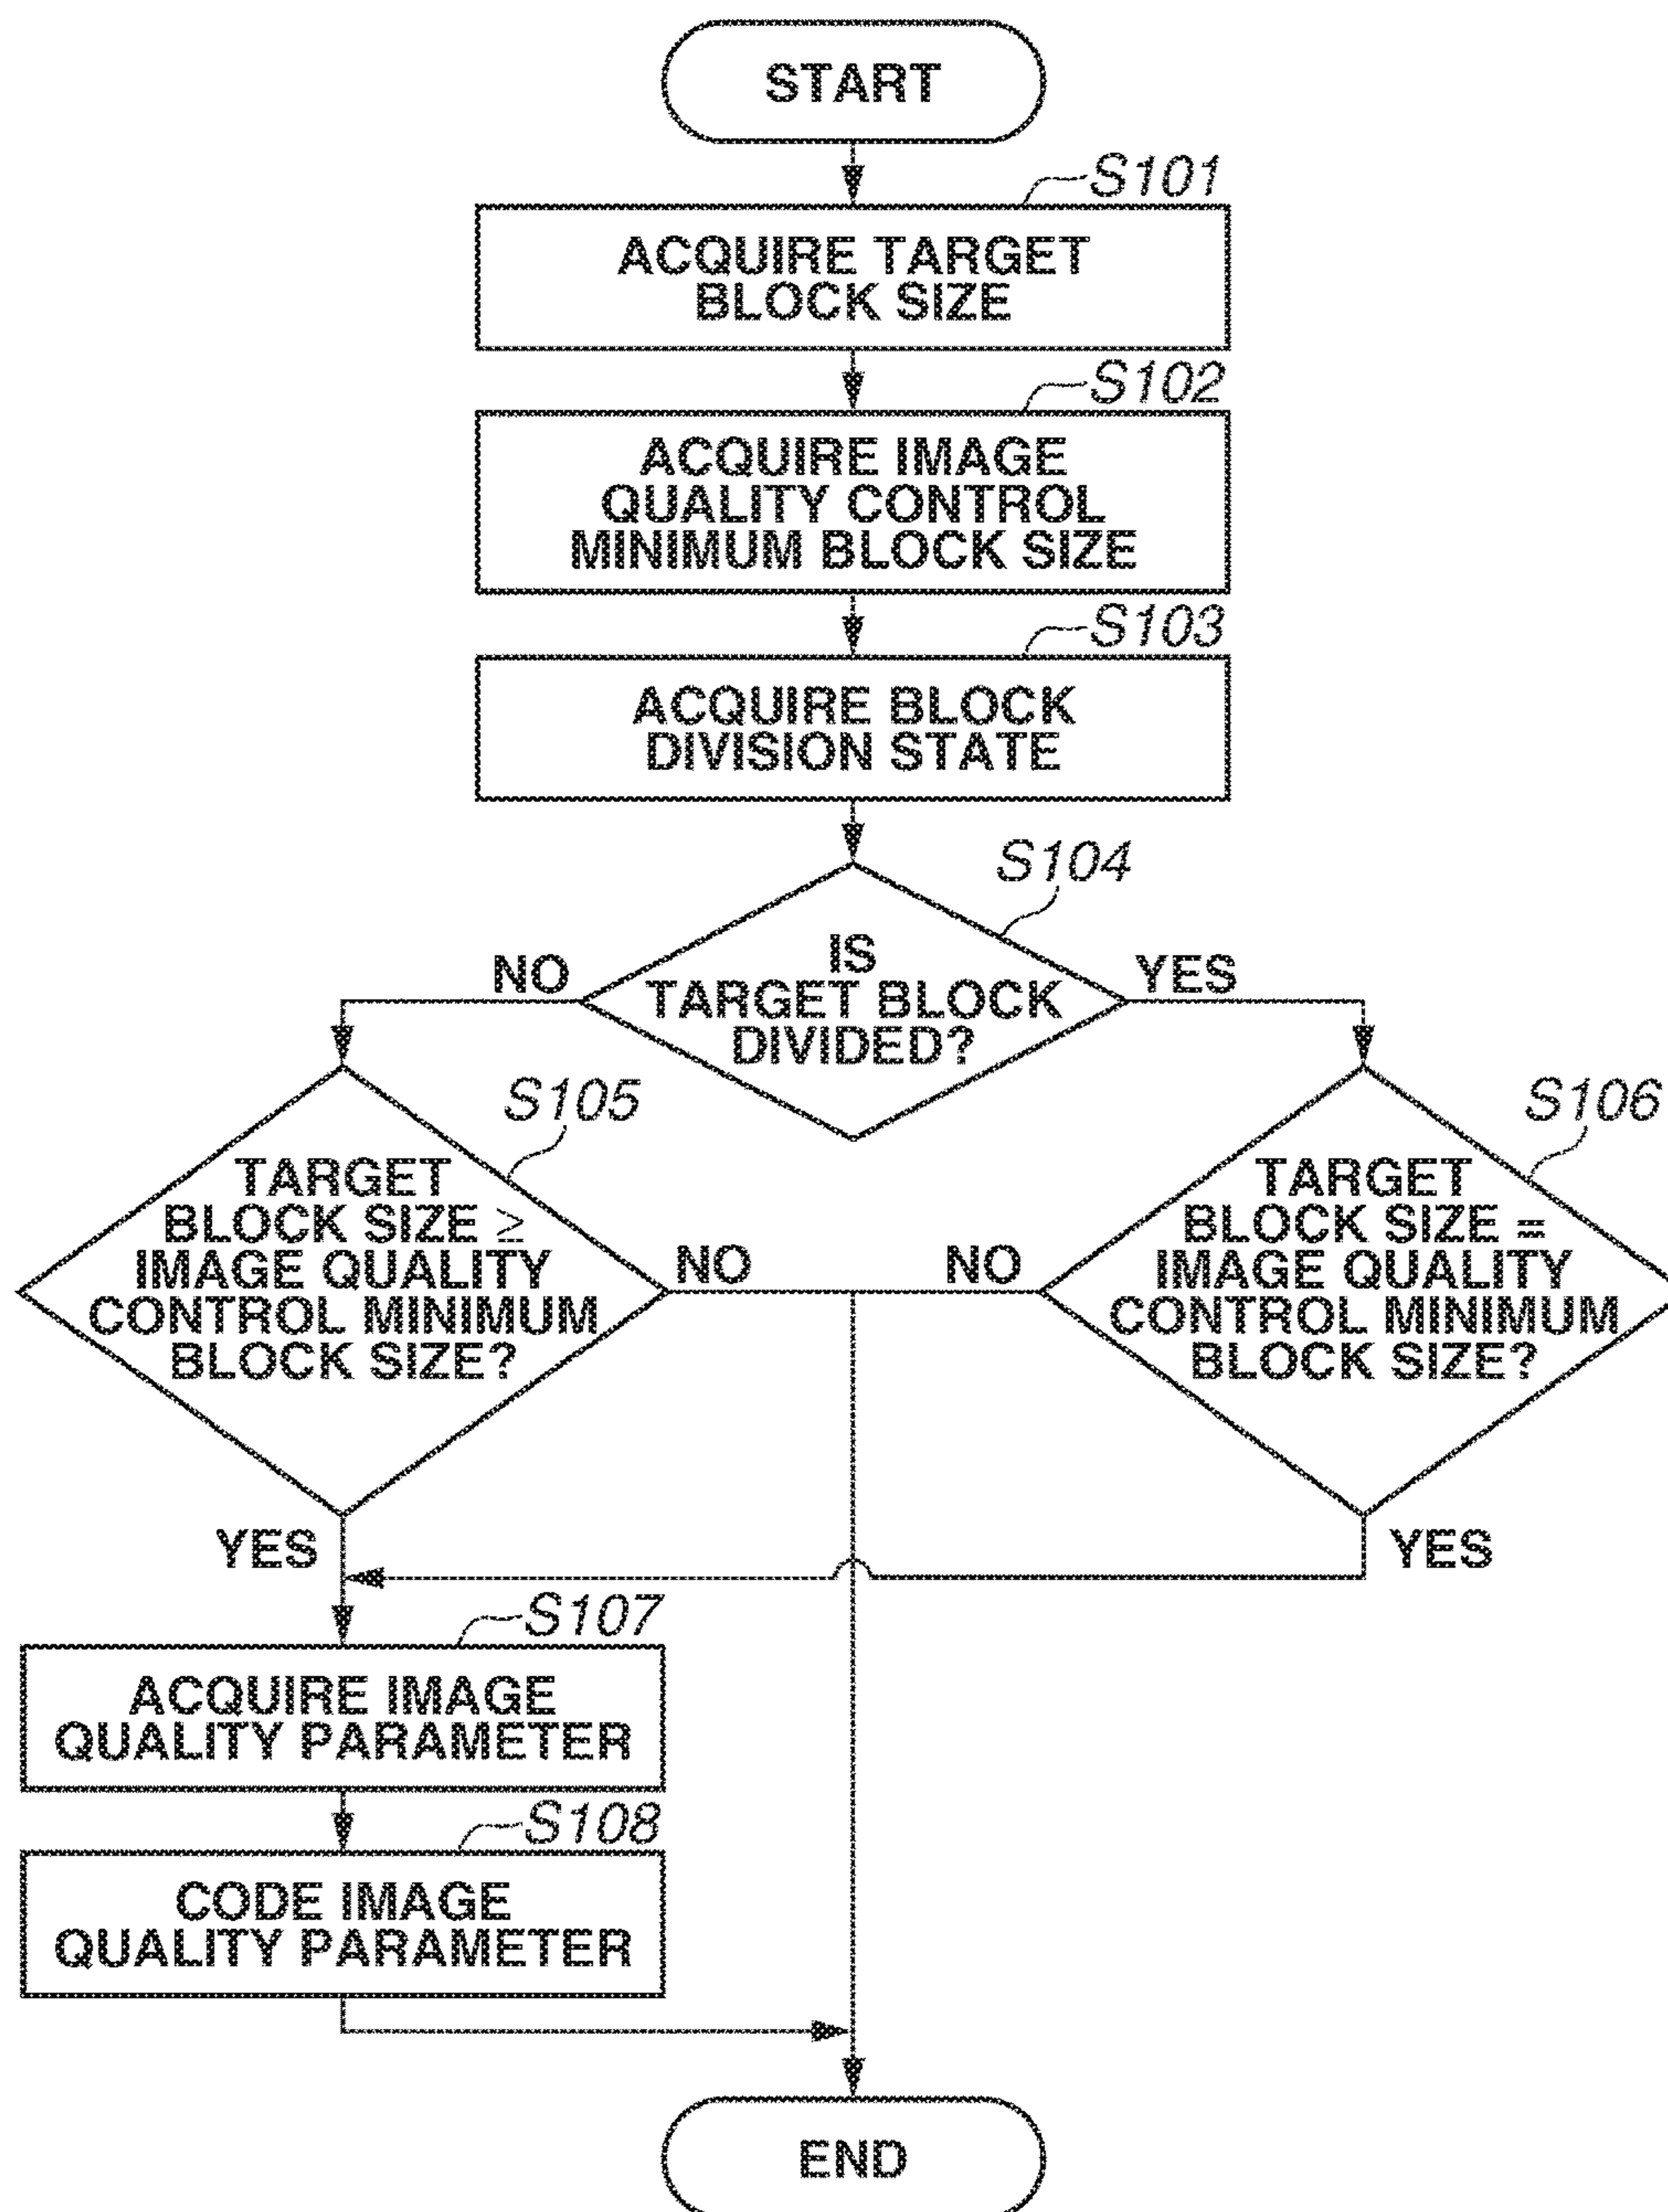 START
S101
ACQUIRE TARGET
BLOCK SIZE
S102
ACQUIRE IMAGE
QUALITY CONTROL
MINIMUM BLOCK SIZE
S103
ACQUIRE BLOCK
DIVISION STATE
S104
IS
TARGET BLOCK
DIVIDED?
NO
YES
S105
TARGET
BLOCK SIZE ≥
IMAGE QUALITY
CONTROL MINIMUM
BLOCK SIZE?
NO
YES
S106
TARGET
BLOCK SIZE =
IMAGE QUALITY
CONTROL MINIMUM
BLOCK SIZE?
NO
YES
S107
ACQUIRE IMAGE
QUALITY PARAMETER
S108
CODE IMAGE
QUALITY PARAMETER
END